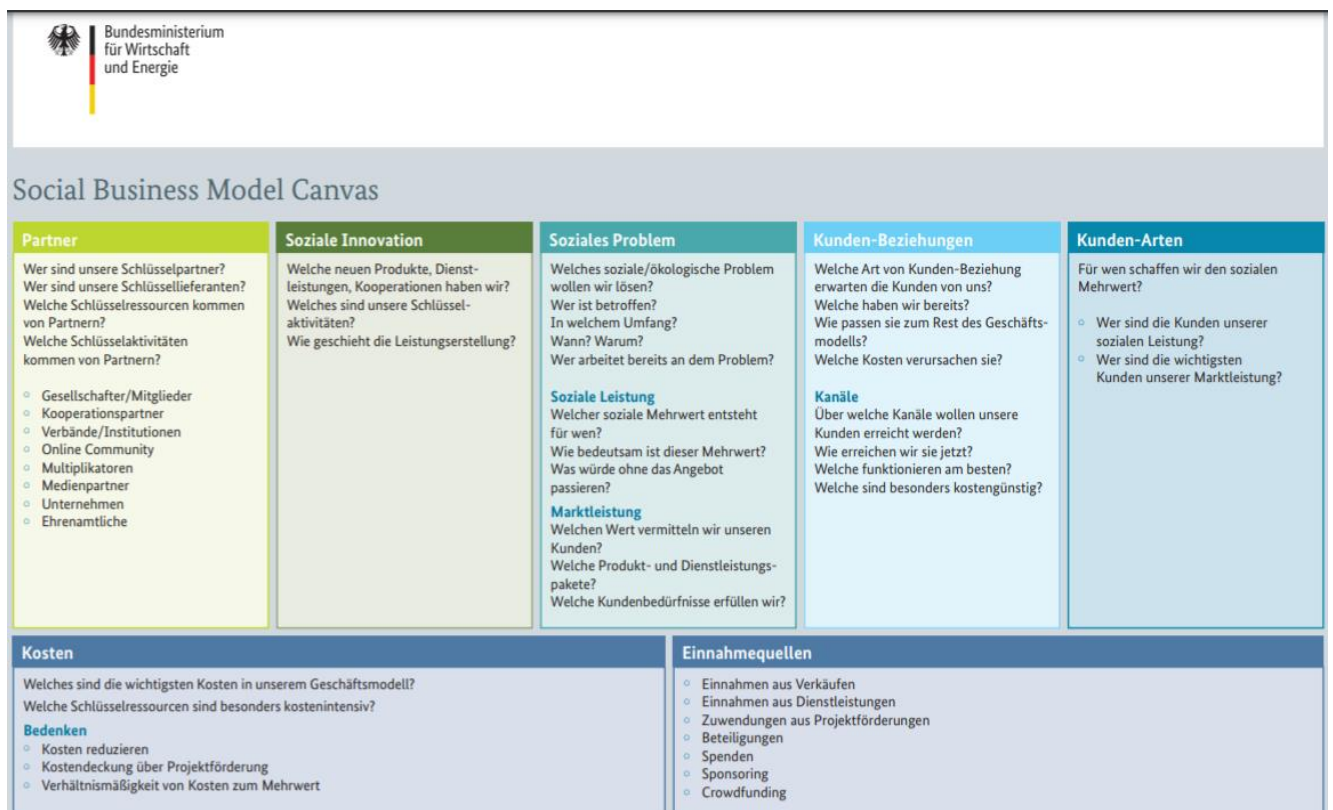 Bundesministerium
für Wirtschaft
und Energie
Social Business Model Canvas
Partner
Wer sind unsere Schlüsselpartner?
Wer sind unsere Schlüssellieferanten?
Welche Schlüsselressourcen kommen
von Partnern?
Welche Schlüsselaktivitäten
kommen von Partnern?
Gesellschafter/Mitglieder
Kooperationspartner
Verbände/Institutionen
Online Community
Multiplikatoren
Medienpartner
Unternehmen
Ehrenamtliche
Soziale Innovation
Welche neuen Produkte, Dienst-
leistungen, Kooperationen haben wir?
Welches sind unsere Schlüssel-
aktivitäten?
Wie geschieht die Leistungserstellung?
Soziales Problem
Welches soziale/ökologische Problem
wollen wir lösen?
Wer ist betroffen?
In welchem Umfang?
Wann? Warum?
Wer arbeitet bereits an dem Problem?
Soziale Leistung
Welcher soziale Mehrwert entsteht
für wen?
Wie bedeutsam ist dieser Mehrwert?
Was würde ohne das Angebot
passieren?
Marktleistung
Welchen Wert vermitteln wir unseren
Kunden?
Welche Produkt- und Dienstleistungs-
pakete?
Welche Kundenbedürfnisse erfüllen wir?
Kunden-Beziehungen
Welche Art von Kunden-Beziehung
erwarten die Kunden von uns?
Welche haben wir bereits?
Wie passen sie zum Rest des Geschäfts-
modells?
Welche Kosten verursachen sie?
Kanäle
Über welche Kanäle wollen unsere
Kunden erreicht werden?
Wie erreichen wir sie jetzt?
Welche funktionieren am besten?
Welche sind besonders kostengünstig?
Kunden-Arten
Für wen schaffen wir den sozialen
Mehrwert?
Wer sind die Kunden unserer
sozialen Leistung?
Wer sind die wichtigsten
Kunden unserer Marktleistung?
Kosten
Welches sind die wichtigsten Kosten in unserem Geschäftsmodell?
Welche Schlüsselressourcen sind besonders kostenintensiv?
Bedenken
Kosten reduzieren
Kostendeckung über Projektförderung
Verhältnismäßigkeit von Kosten zum Mehrwert
Einnahmequellen
Einnahmen aus Verkäufen
Einnahmen aus Dienstleistungen
Zuwendungen aus Projektförderungen
Beteiligungen
Spenden
Sponsoring
Crowdfunding